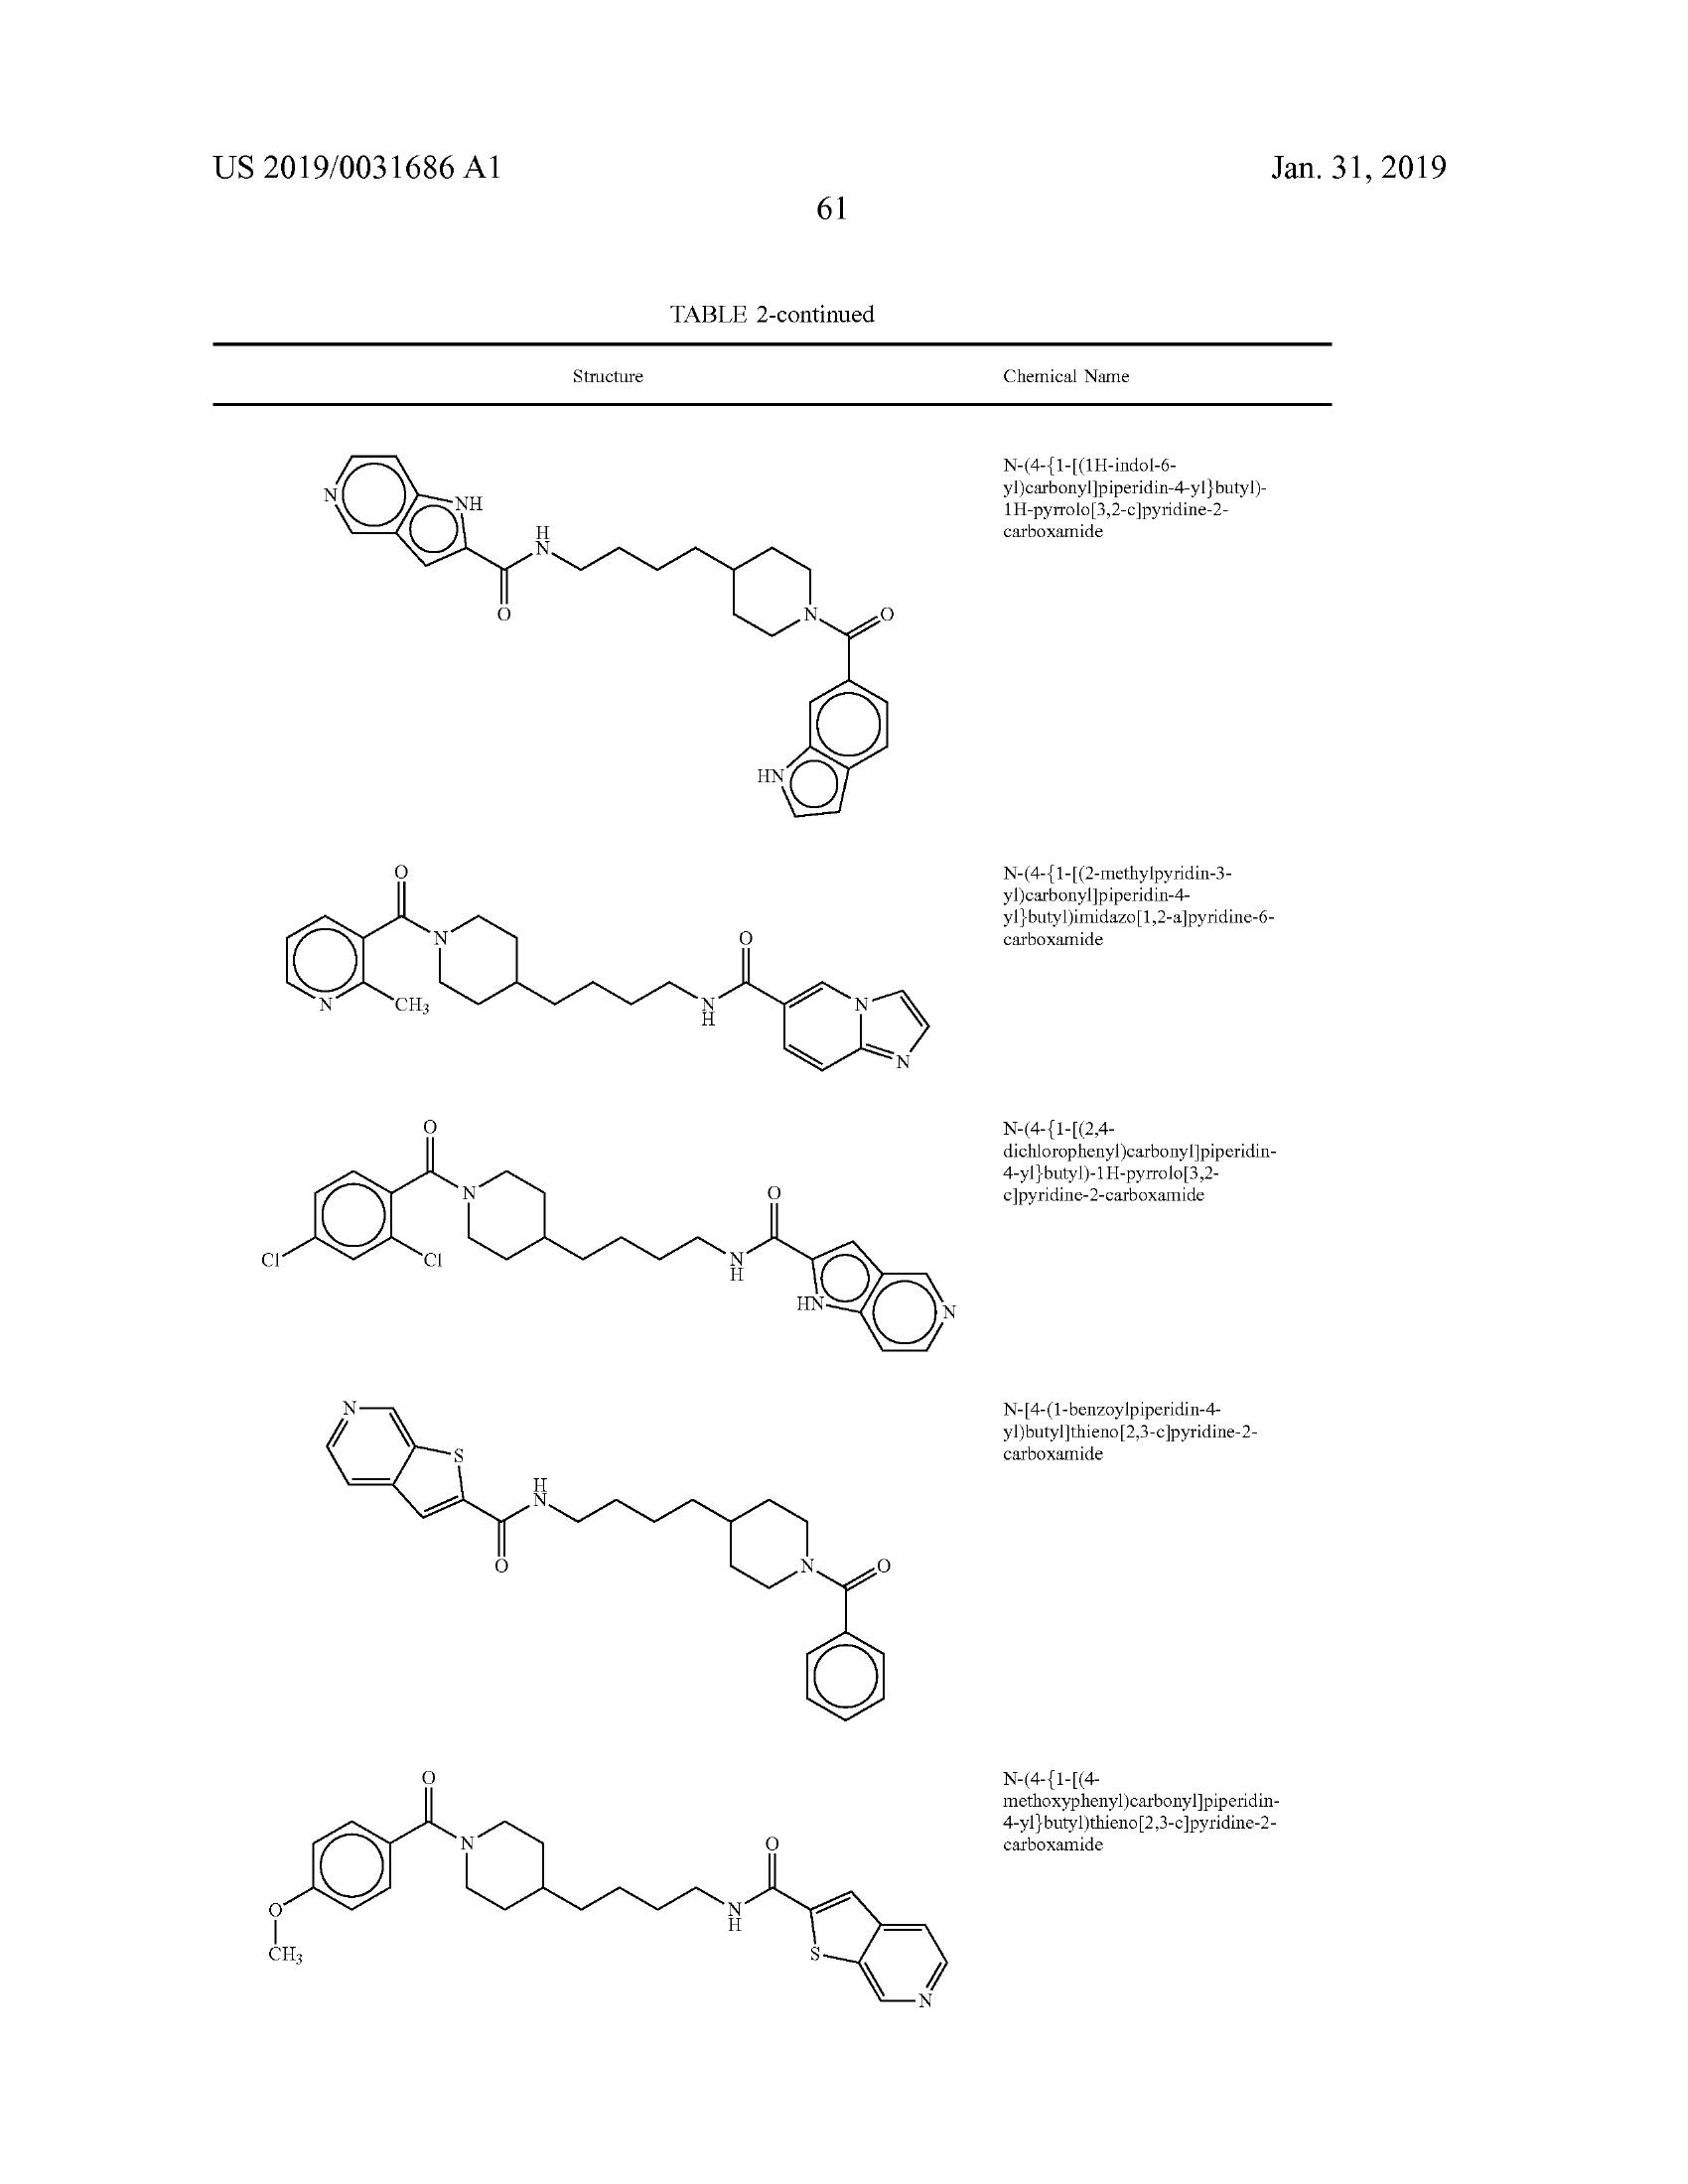 US 2019/0031686 A1
Jan. 31, 2019
61
TABLE 2-continued
Structure
Chemical Name
N
NH
H
N
O
N
O
HN
N-(4-{1-[(1H-indol-6-
yl)carbonyl]piperidin-4-yl}butyl)-
1H-pyrrolo[3,2-c]pyridine-2-
carboxamide
O
N
N
CH3
O
N
H
N
N
N-(4-{1-[(2-methylpyridin-3-
yl)carbonyl]piperidin-4-
yl}butyl)imidazo[1,2-a]pyridine-6-
carboxamide
O
N
Cl
Cl
O
N
H
HN
N
N-(4-{1-[(2,4-
dichlorophenyl)carbonyl]piperidin-
4-yl}butyl)-1H-pyrrolo[3,2-
c]pyridine-2-carboxamide
N
S
H
N
O
N
O
N-[4-(1-benzoylpiperidin-4-
yl)butyl]thieno[2,3-c]pyridine-2-
carboxamide
O
N
O
CH3
O
N
H
S
N
N-(4-{1-[(4-
methoxyphenyl)carbonyl]piperidin-
4-yl}butyl)thieno[2,3-c]pyridine-2-
carboxamide